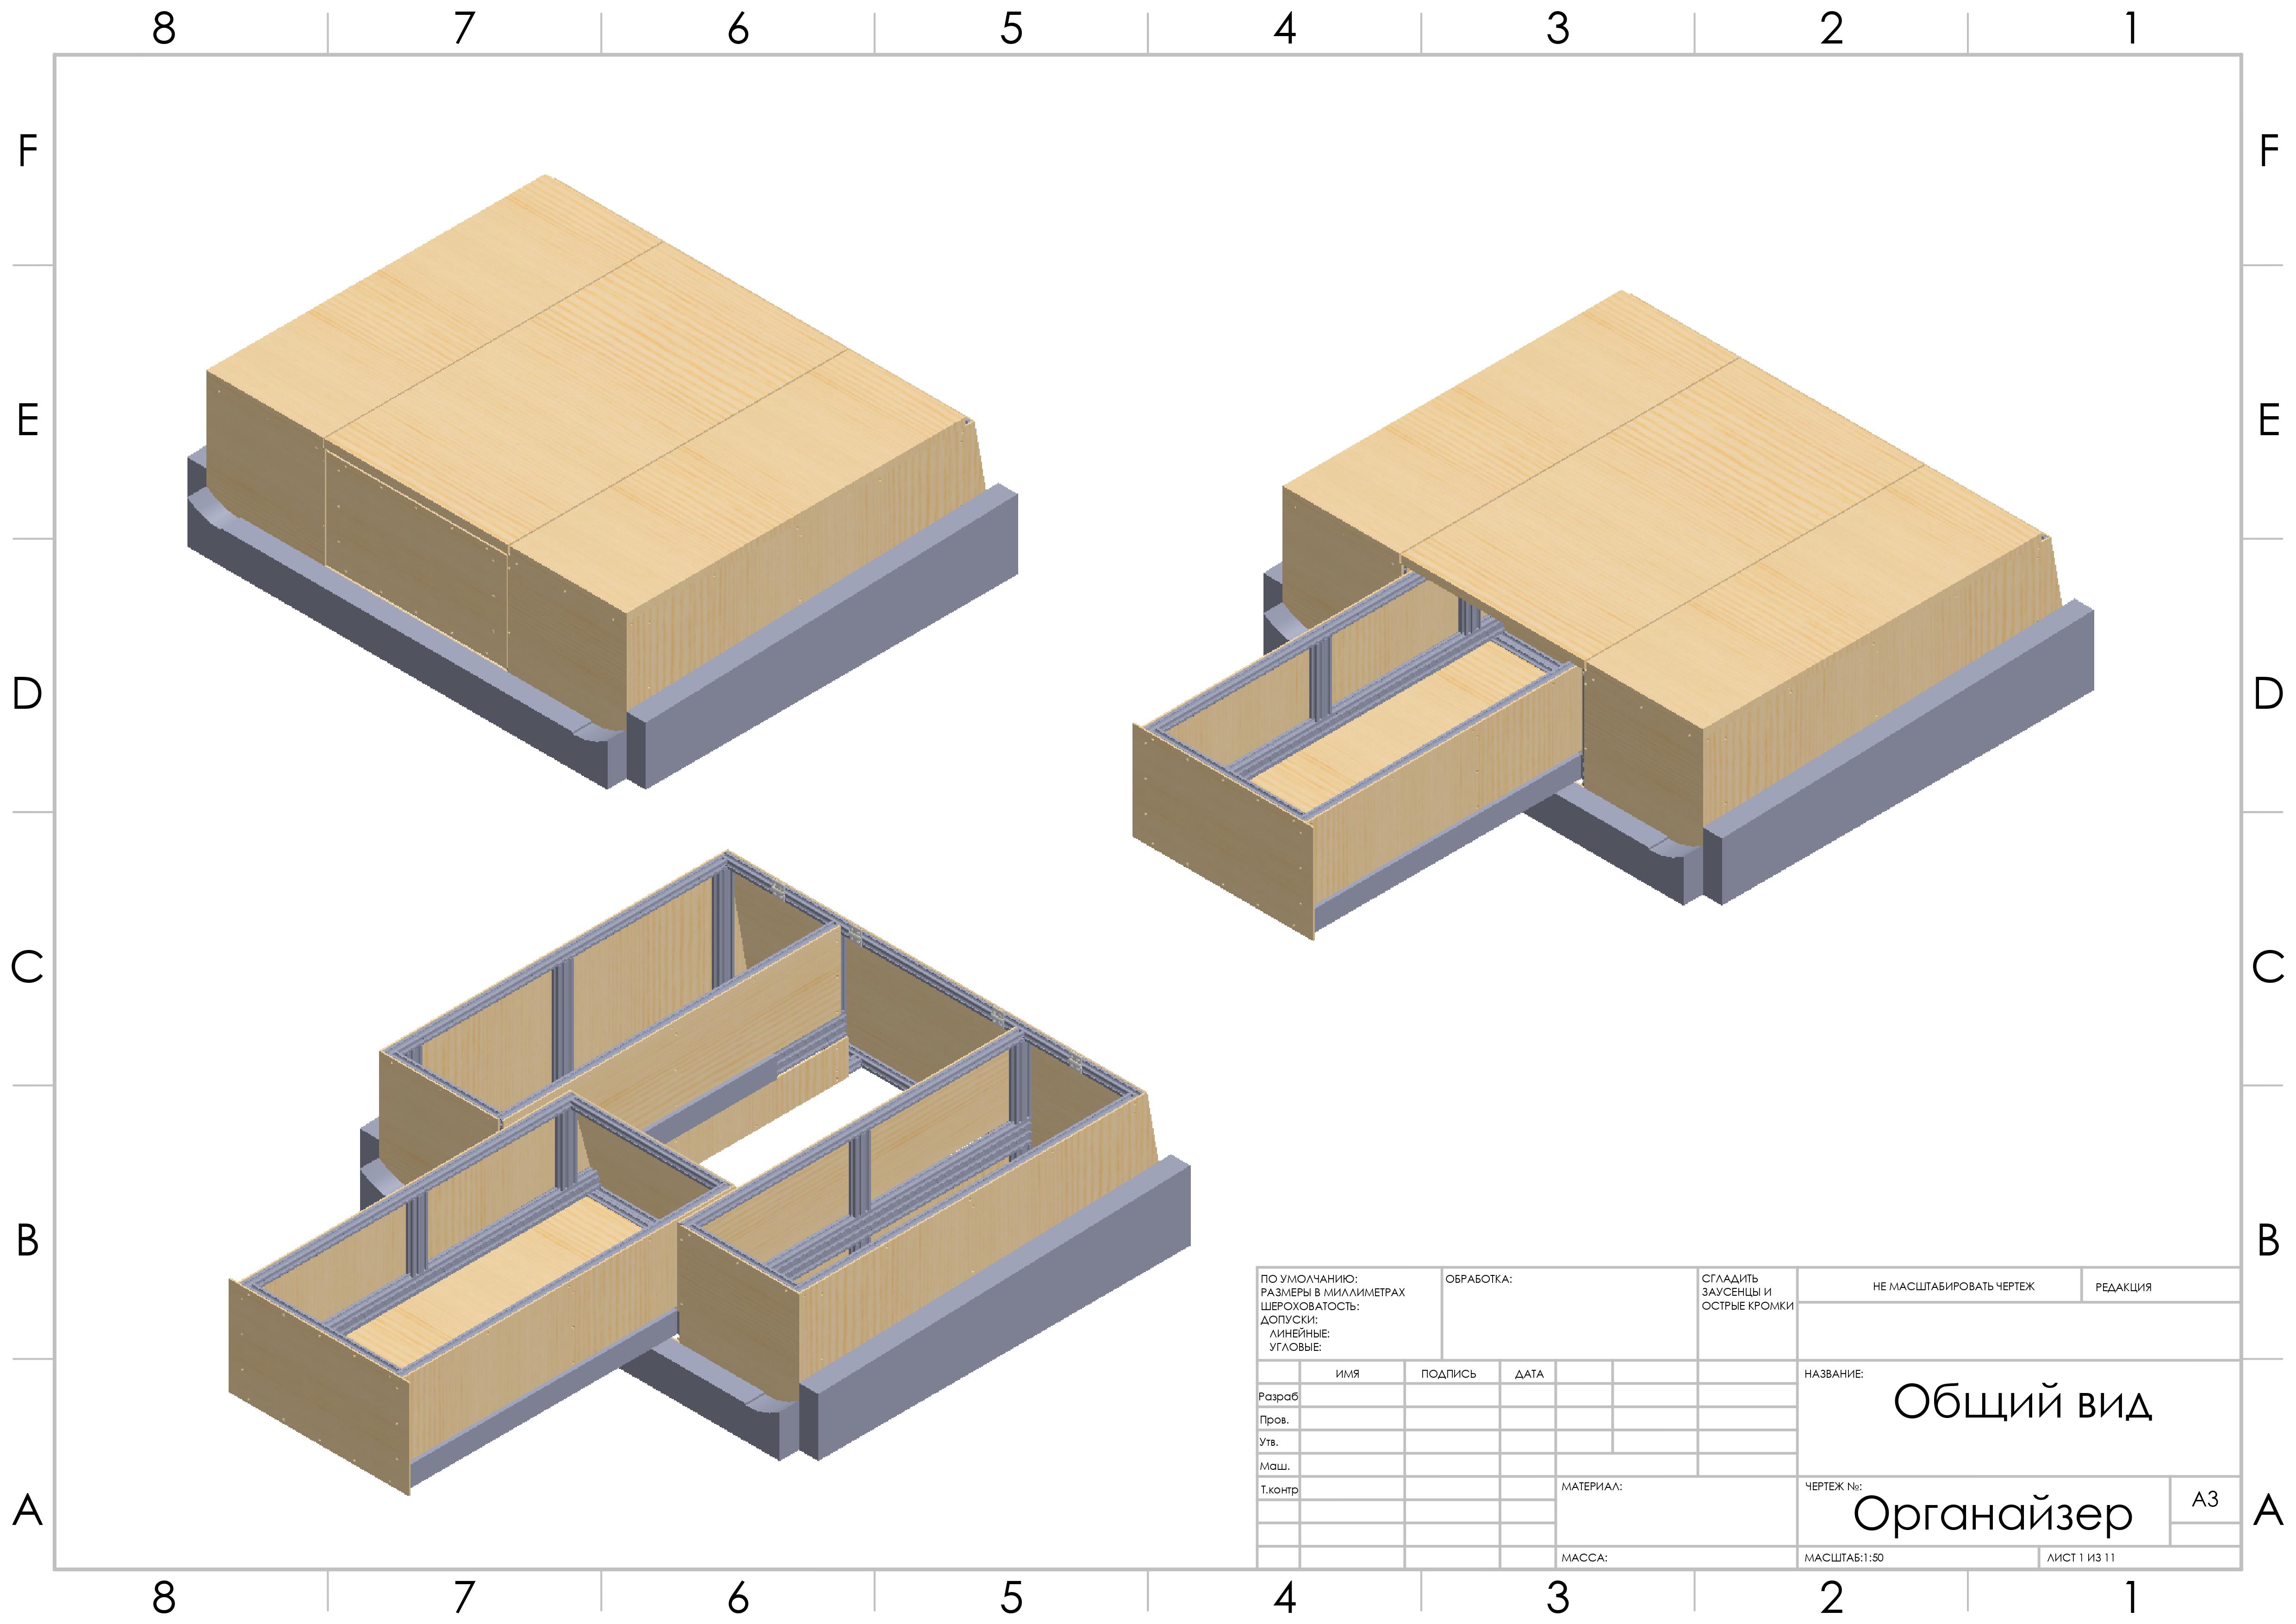 8 7 6 5 4 3 2 1
F F
E E
D D
C C
B B
A A
ПО УМОЛЧАНИЮ:
РАЗМЕРЫ В МИЛЛИМЕТРАХ
ШЕРОХОВАТОСТЬ:
ДОПУСКИ:
ЛИНЕЙНЫЕ:
УГЛОВЫЕ:
ОБРАБОТКА:
СГЛАДИТЬ
ЗАУСЕНЦЫ И
ОСТРЫЕ КРОМКИ
НЕ МАСШТАБИРОВАТЬ ЧЕРТЕЖ
РЕДАКЦИЯ
ИМЯ ПОДПИСЬ ДАТА
Разраб
Пров.
Утв.
Маш.
Т.контр
НАЗВАНИЕ:
Общий вид
МАТЕРИАЛ:
ЧЕРТЕЖ №:
Органайзер
A3
МАССА:
МАСШТАБ:1:50
ЛИСТ 1 ИЗ 11
8 7 6 5 4 3 2 1